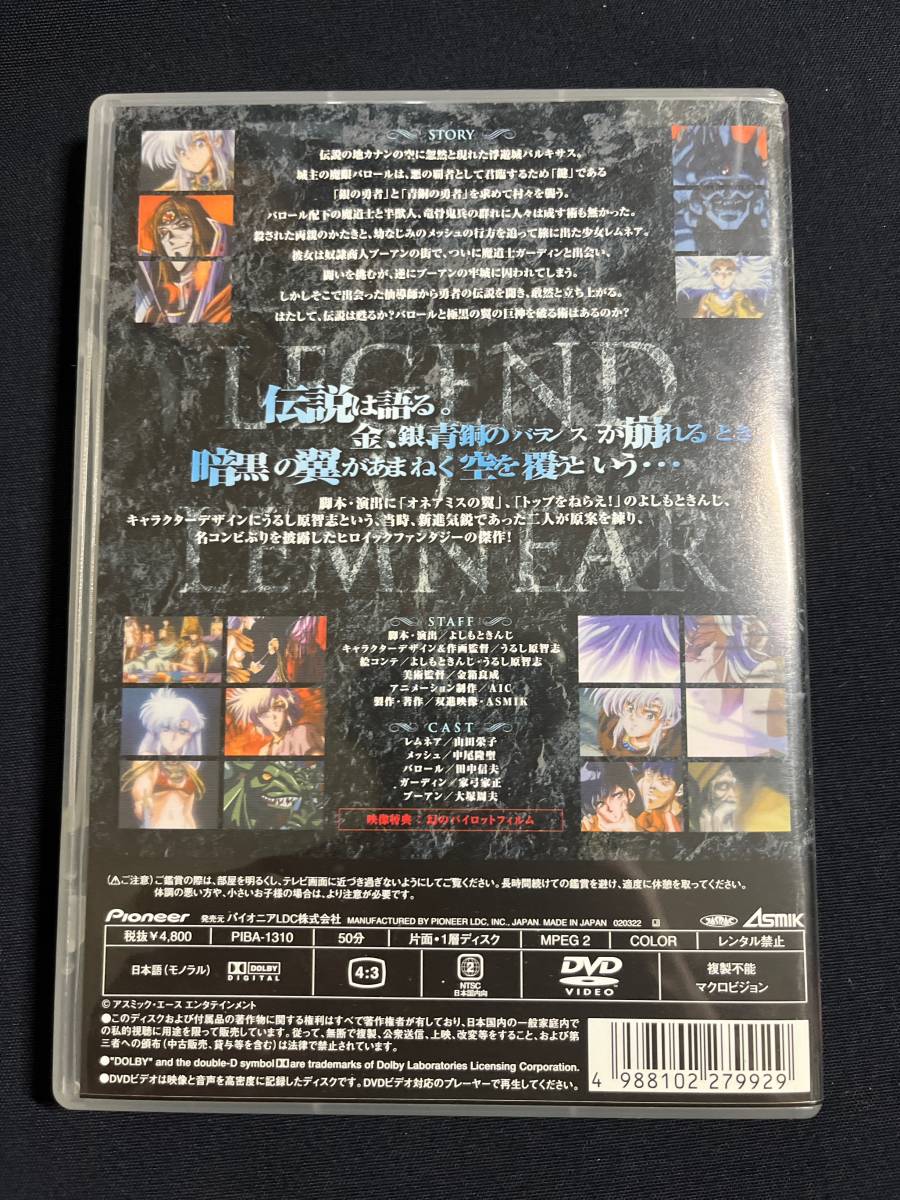 STORY
伝説の地カナンの空に忽然と現れた浮遊城バルキサス。
城主の魔眼バロールは、悪の覇者として君臨するため「鍵」である
「銀の勇者」と「青銅の勇者」を求めて村々を襲う。
バロール配下の魔道士と半獣人、竜骨鬼兵の群れに人々は成す術も無かった。
殺された両親のかたきと、幼なじみのメッシュの行方を追って旅に出た少女レムネア。
彼女は奴隷商人ブーアンの街で、ついに魔道士ガーディンと出会い、
闘いを挑むが、逆にブーアンの牢城に囚われてしまう。
しかしそこで出会った仙導師から勇者の伝説を聞き、敢然と立ち上がる。
はたして、伝説は甦るか?バロールと極黒の翼の巨神を破る術はあるのか?
LEGEND
伝説は語る。
金、銀、青銅のバランスが崩れるとき
暗黒の翼があまねく空を覆うという・・・
脚本・演出に「オネアミスの翼」、「トップをねらえ!」のよしもときんじ、
キャラクターデザインにうるし原智志という、当時、新進気鋭であった二人が原案を練り、
名コンビぶりを披露したヒロイックファンタジーの傑作!
LEMNEAR
STAFF
脚本・演出/よしもときんじ
キャラクターデザイン&作画監督/うるし原智志
絵コンテ/よしもときんじ・うるし原智志
美術監督/金箱良成
アニメーション制作/AIC
製作・著作/双進映像・ASMIK
CAST
レムネア/山田栄子
メッシュ/中尾隆聖
バロール/田中信夫
ガーディン/家弓家正
ブーアン/大塚周夫
映像特典:幻のパイロットフィルム
(⚠ご注意)ご鑑賞の際は、部屋を明るくし、テレビ画面に近づき過ぎないようにしてご覧ください。長時間続けての鑑賞を避け、適度に休憩を取ってください。
体調の悪い方や、小さいお子様の場合は、より注意が必要です。
Pioneer 発売元 パイオニアLDC株式会社 MANUFACTURED BY PIONEER LDC, INC., JAPAN. MADE IN JAPAN 020322 JASRAC ASMIK
税抜¥4,800 PIBA-1310 50分 片面・1層ディスク MPEG 2 COLOR レンタル禁止
日本語(モノラル) DOLBY DIGITAL 4:3 2 NTSC 日本国内向 DVD VIDEO 複製不能 マクロビジョン
© アスミック・エース エンタテインメント
●このディスクおよび付属品の著作物に関する権利はすべて著作権者が有しており、日本国内の一般家庭内で
の私的視聴に用途を限って販売しています。従って、無断で複製、公衆送信、上映、改変等をすること、および第
三者への頒布(中古販売、貸与等を含む)は法律で禁止されています。
●"DOLBY" and the double-D symbol are trademarks of Dolby Laboratories Licensing Corporation.
●DVDビデオは映像と音声を高密度に記録したディスクです。DVDビデオ対応のプレーヤーで再生してください。
4 988102 279929